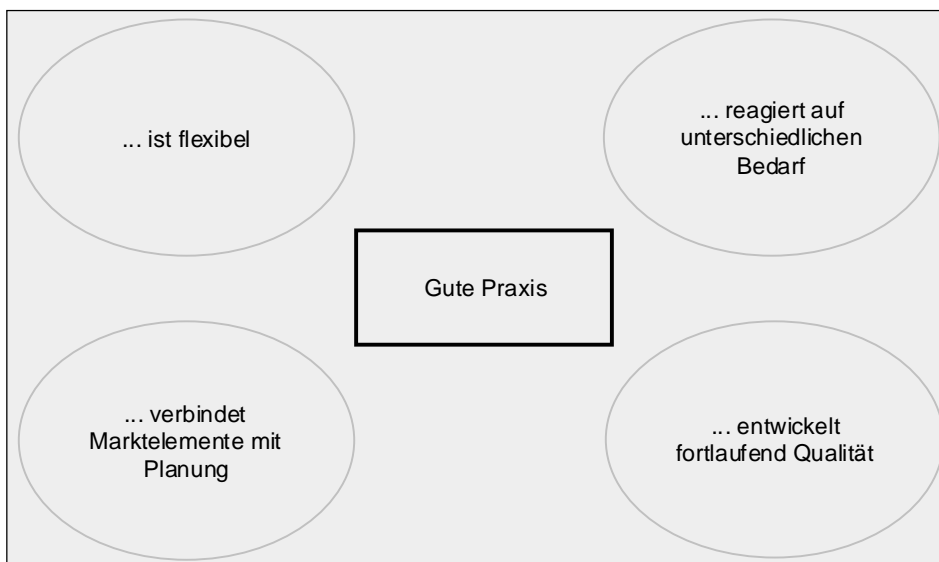 ... ist flexibel
... reagiert auf
unterschiedlichen
Bedarf
Gute Praxis
... verbindet
Marktelemente mit
Planung
... entwickelt
fortlaufend Qualität